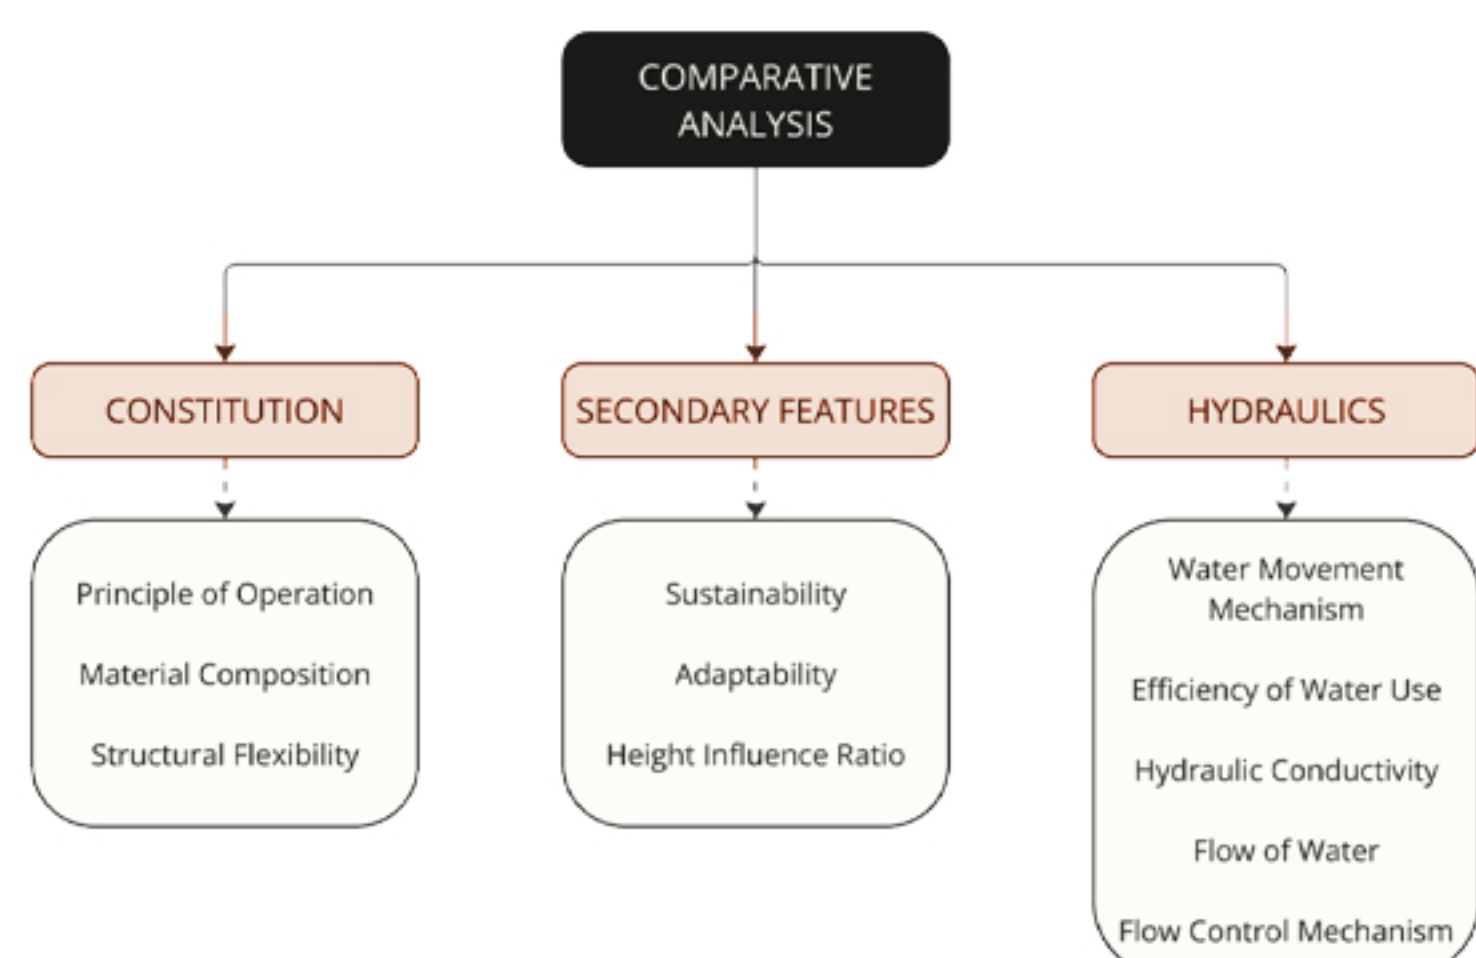 COMPARATIVE
ANALYSIS
CONSTITUTION
SECONDARY FEATURES
HYDRAULICS
Principle of Operation
Material Composition
Structural Flexibility
Sustainability
Adaptability
Height Influence Ratio
Water Movement
Mechanism
Efficiency of Water Use
Hydraulic Conductivity
Flow of Water
Flow Control Mechanism